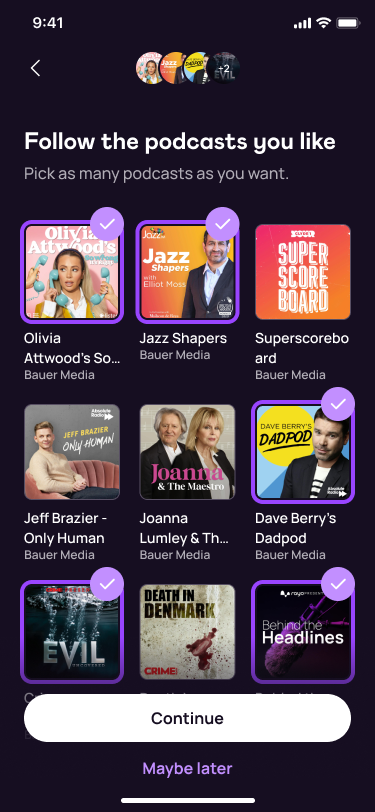 9:41
+2
EVIL
Follow the podcasts you like
Pick as many podcasts as you want.
Olivia
Attwood's
Jazz
Shapers
with
Elliot Moss
SUPER
SCORE
BOARD
Olivia
Attwood's So...
Bauer Media
Jazz Shapers
Bauer Media
Superscorebo
ard
Bauer Media
Absolute
Radio
JEFF BRAZIER
ONLY HUMAN
Joanna
& The Maestro
DAVE BERRY'S
DADPOD
Absolute
Radio
Jeff Brazier -
Only Human
Bauer Media
Joanna
Lumley & Th...
Bauer Media
Dave Berry's
Dadpod
Bauer Media
EVIL
UNCOVERED
DEATH IN
DENMARK
CRIME
rayo PRESENTS
Behind the
Headlines
Continue
Maybe later